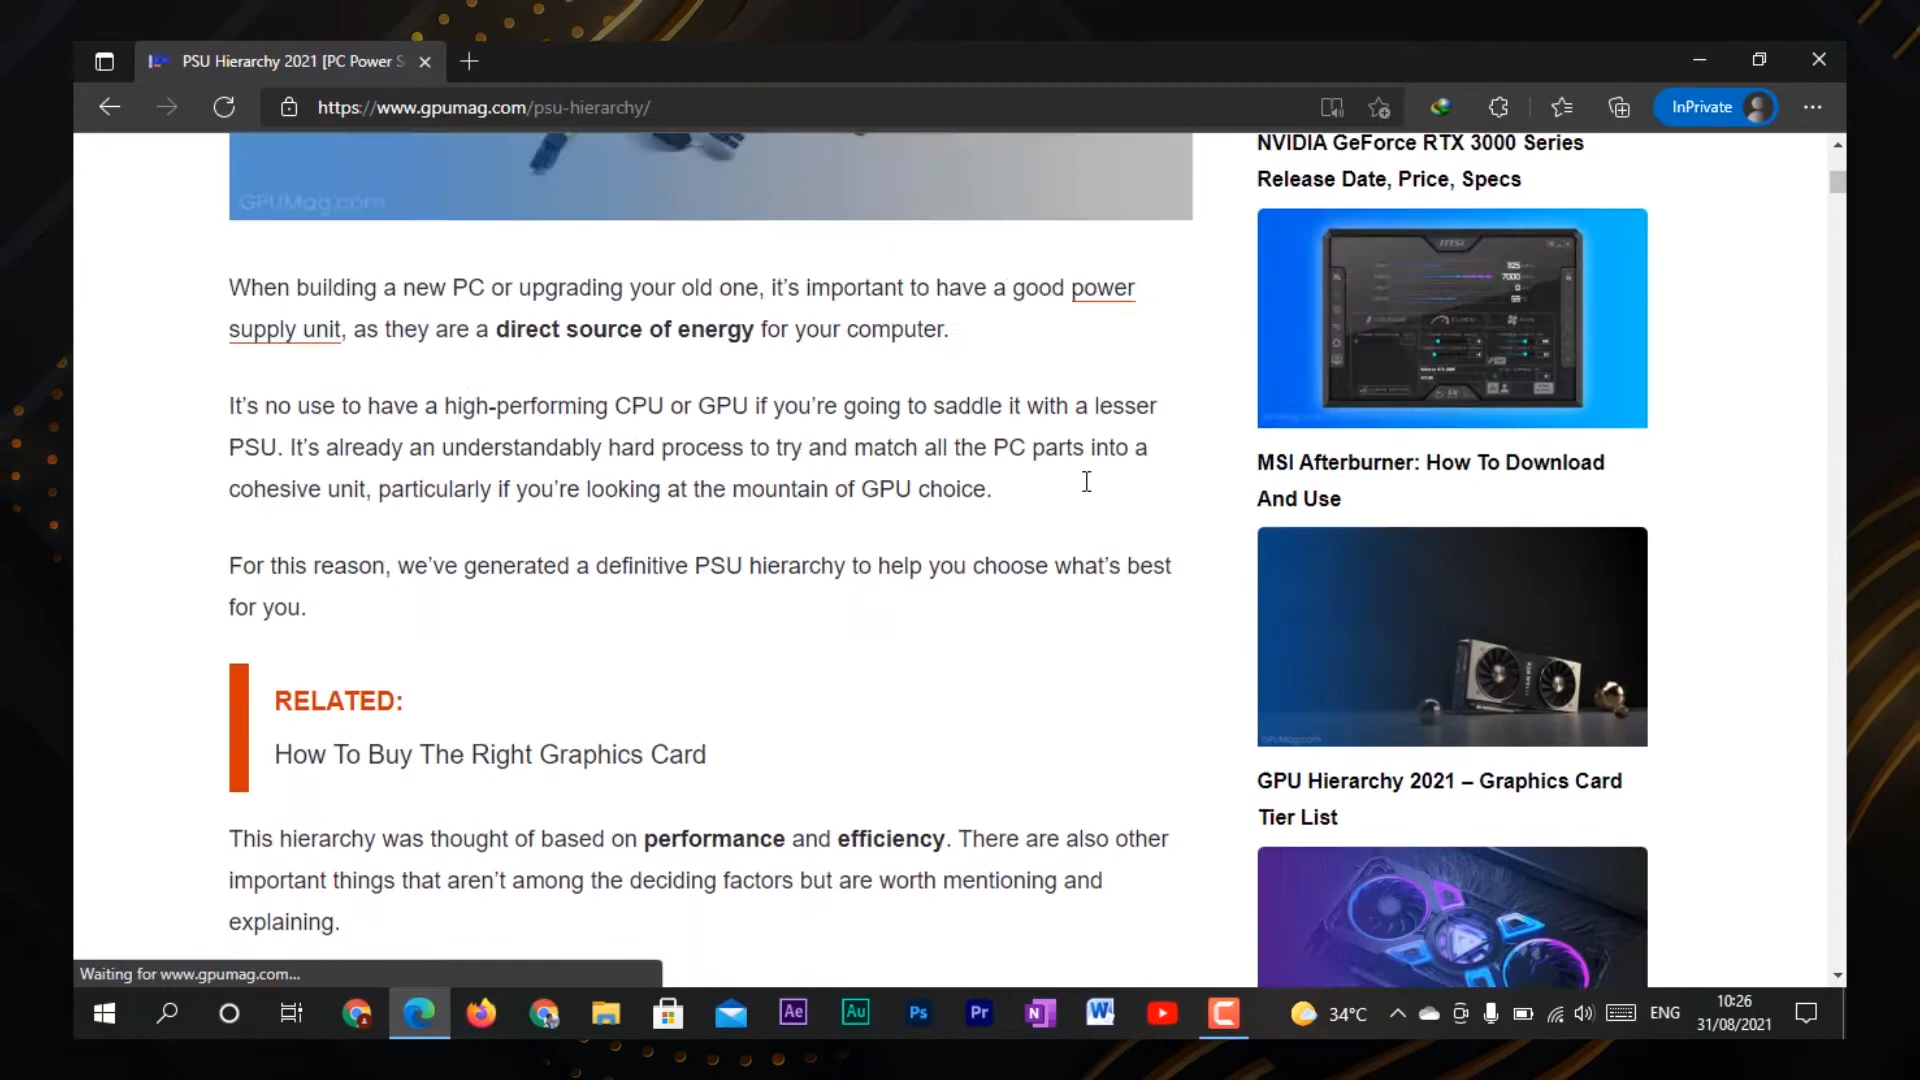 PSU Hierarchy 2021 [PC Power S
https://www.gpumag.com/psu-hierarchy/
InPrivate
GPUMag.com
When building a new PC or upgrading your old one, it’s important to have a good power
supply unit, as they are a direct source of energy for your computer.
It’s no use to have a high-performing CPU or GPU if you’re going to saddle it with a lesser
PSU. It’s already an understandably hard process to try and match all the PC parts into a
cohesive unit, particularly if you’re looking at the mountain of GPU choice.
For this reason, we’ve generated a definitive PSU hierarchy to help you choose what’s best
for you.
RELATED:
How To Buy The Right Graphics Card
This hierarchy was thought of based on performance and efficiency. There are also other
important things that aren’t among the deciding factors but are worth mentioning and
explaining.
NVIDIA GeForce RTX 3000 Series
Release Date, Price, Specs
msi
MSI Afterburner: How To Download
And Use
GPUMag.com
GPU Hierarchy 2021 – Graphics Card
Tier List
Waiting for www.gpumag.com...
Ae
Au
Ps
Pr
N
W
34°C
ENG
10:26
31/08/2021